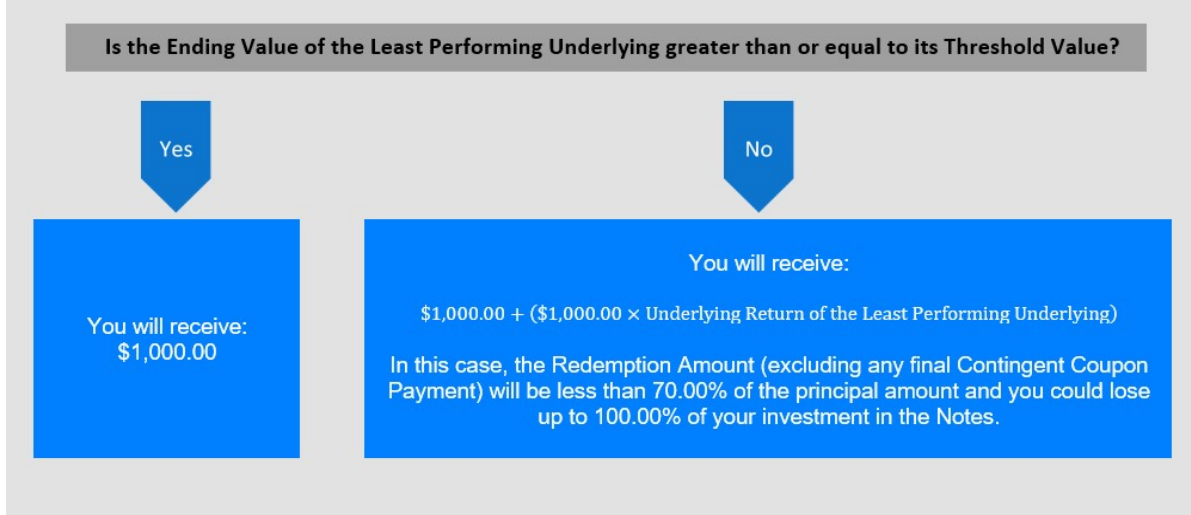 Is the Ending Value of the Least Performing Underlying greater than or equal to its Threshold Value?
Yes
No
You will receive:
$1,000.00
You will receive:
$1,000.00 + ($1,000.00 × Underlying Return of the Least Performing Underlying)
In this case, the Redemption Amount (excluding any final Contingent Coupon
Payment) will be less than 70.00% of the principal amount and you could lose
up to 100.00% of your investment in the Notes.